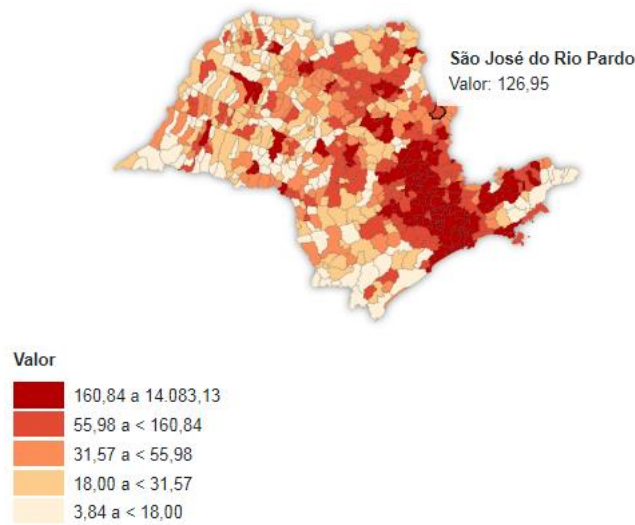 São José do Rio Pardo
Valor: 126,95
Valor
160,84 a 14.083,13
55,98 a < 160,84
31,57 a < 55,98
18,00 a < 31,57
3,84 a < 18,00